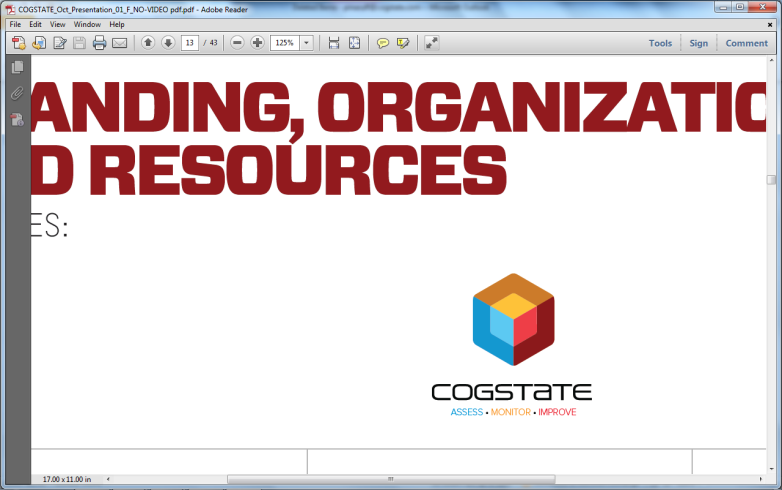 COGSTATE_Oct_Presentation_01_F_NO-VIDEO pdf.pdf - Adobe Reader
File Edit View Window Help
13 / 43 125% Tools Sign Comment
ANDING, ORGANIZATIO
D RESOURCES
ES:
COGSTATE
ASSESS • MONITOR • IMPROVE
17.00 x 11.00 in